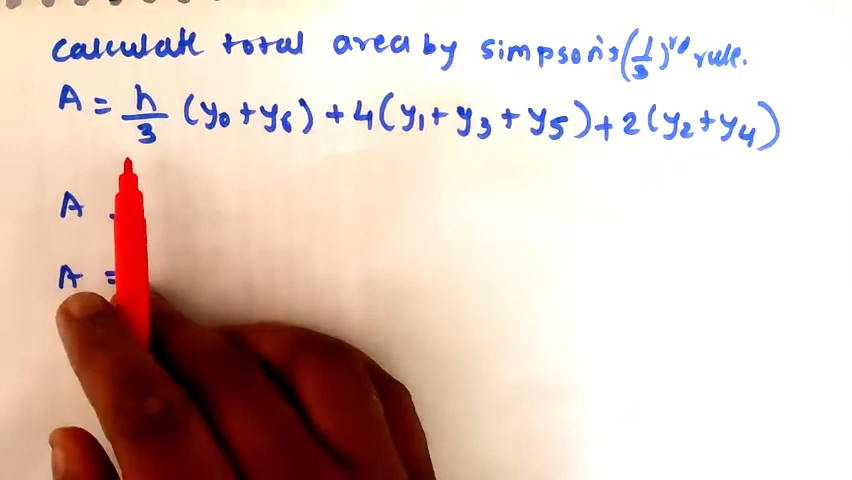 Calculate total area by simpson's (1/3)rd rule.
A = h/3 (y0 + y6) + 4(y1 + y3 + y5) + 2(y2 + y4)
A
A =